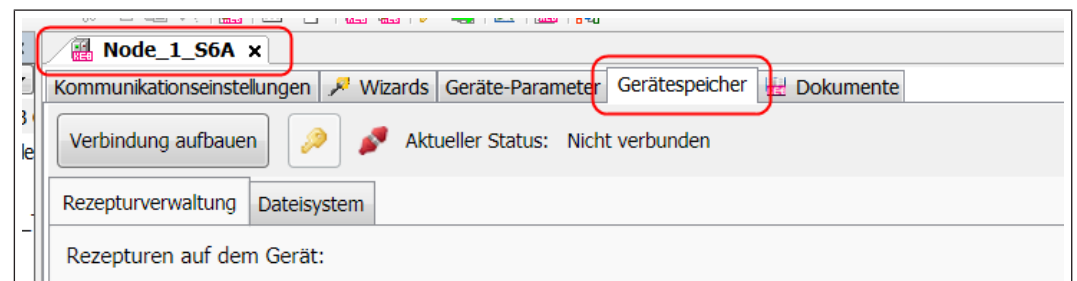 Node_1_S6A x
Kommunikationseinstellungen Wizards Geräte-Parameter Gerätespeicher Dokumente
Verbindung aufbauen Aktueller Status: Nicht verbunden
Rezepturverwaltung Dateisystem
Rezepturen auf dem Gerät: